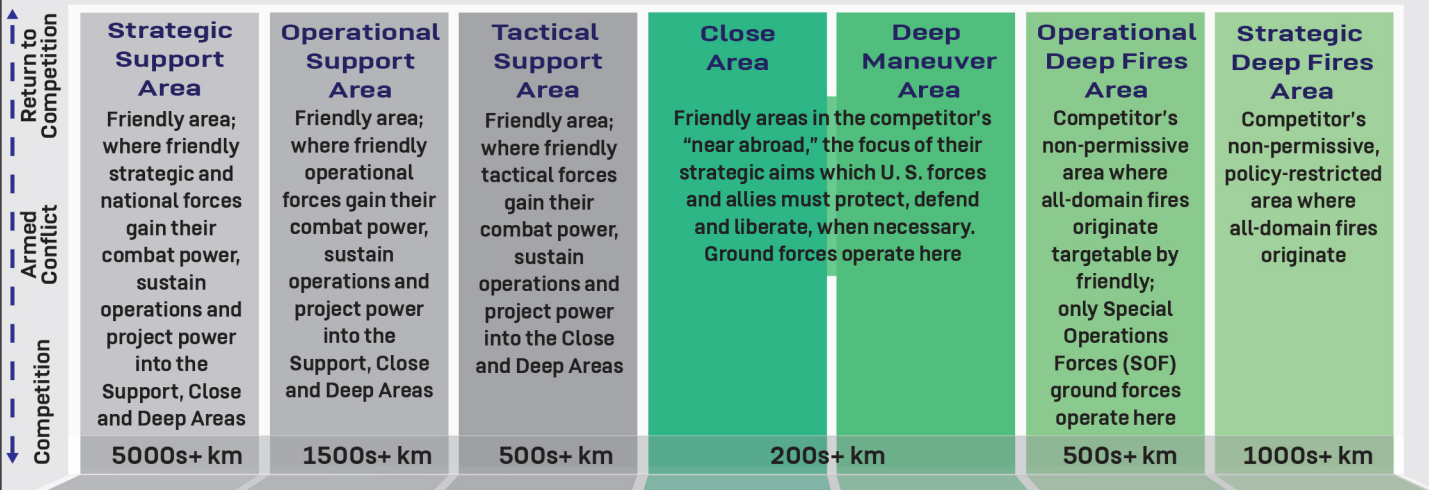 Return to
Competition
Armed
Conflict
Competition
Strategic
Support
Area
Friendly area;
where friendly
strategic and
national forces
gain their
combat power,
sustain
operations and
project power
into the
Support, Close
and Deep Areas
5000s+ km
Operational
Support
Area
Friendly area;
where friendly
operational
forces gain their
combat power,
sustain
operations and
project power
into the
Support, Close
and Deep Areas
1500s+ km
Tactical
Support
Area
Friendly area;
where friendly
tactical forces
gain their
combat power,
sustain
operations and
project power
into the Close
and Deep Areas
500s+ km
Close
Area
Deep
Maneuver
Area
Friendly areas in the competitor's
“near abroad,” the focus of their
strategic aims which U. S. forces
and allies must protect, defend
and liberate, when necessary.
Ground forces operate here
200s+ km
Operational
Deep Fires
Area
Competitor's
non-permissive
area where
all-domain fires
originate
targetable by
friendly;
only Special
Operations
Forces (SOF)
ground forces
operate here
500s+ km
Strategic
Deep Fires
Area
Competitor's
non-permissive,
policy-restricted
area where
all-domain fires
originate
1000s+ km